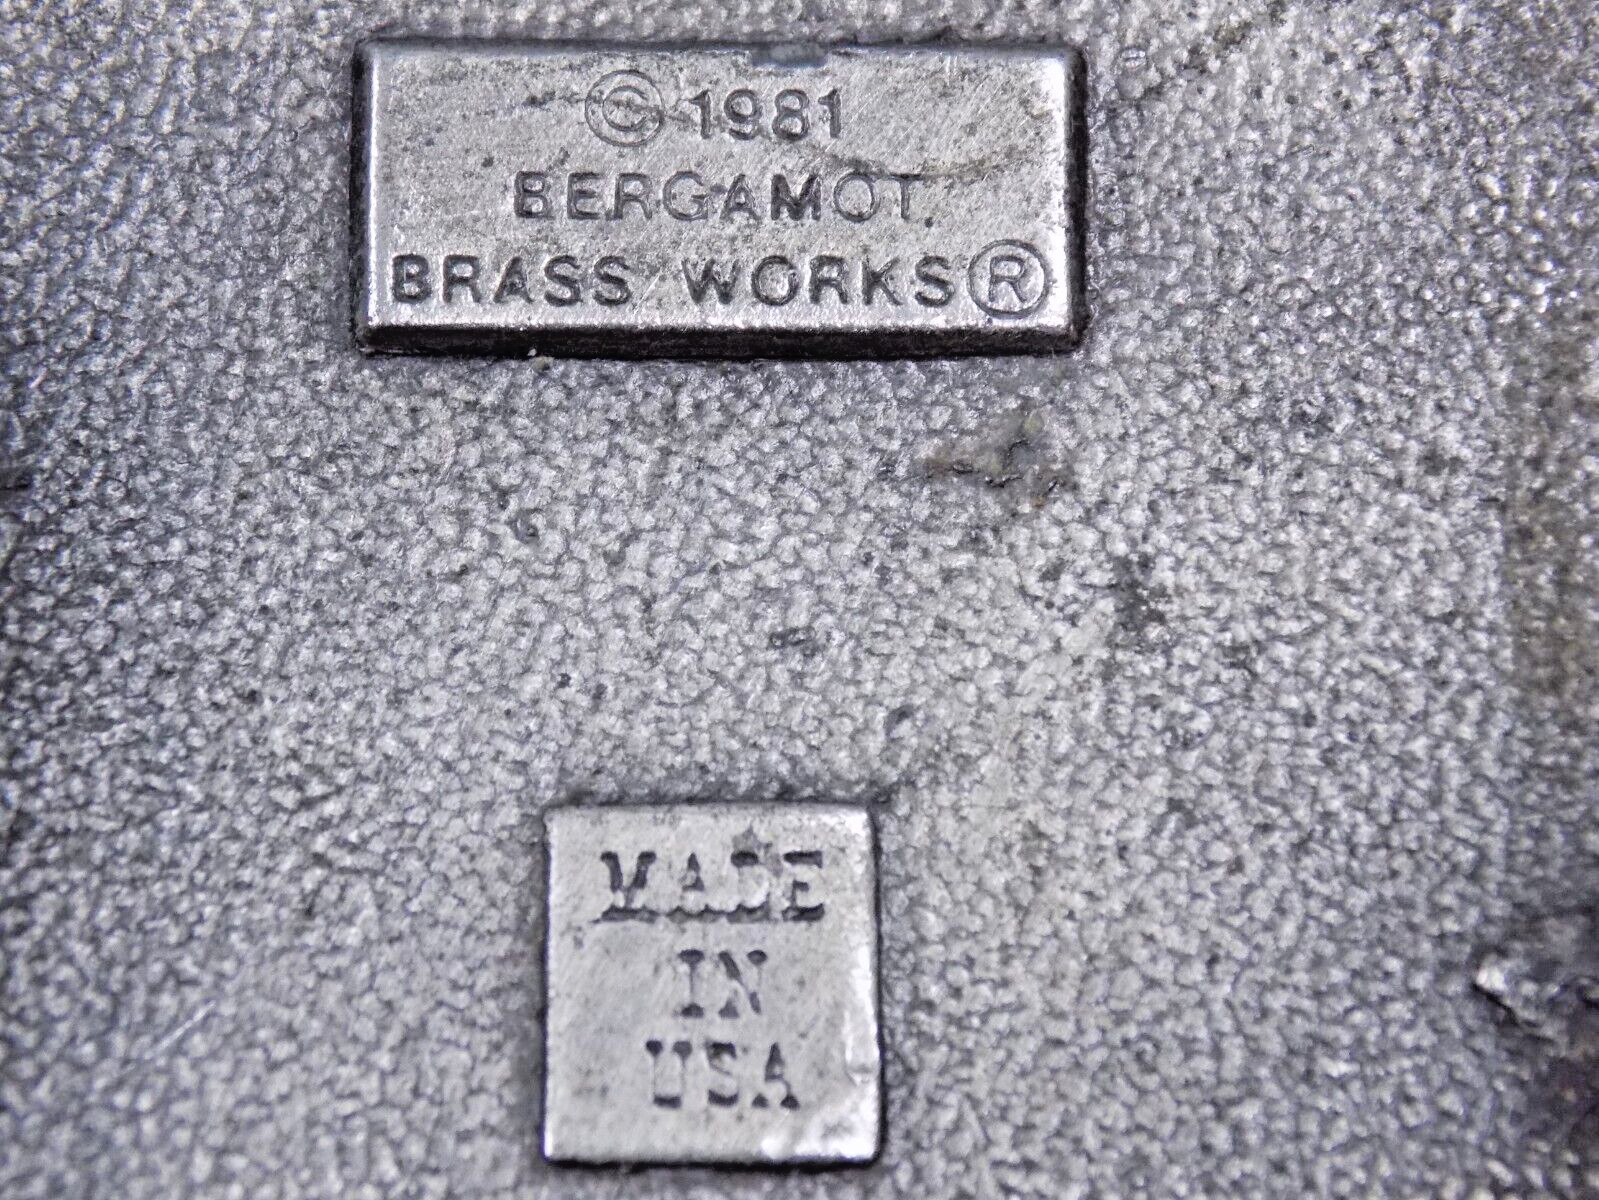 © 1981
BERGAMOT
BRASS WORKS®
MADE
IN
USA